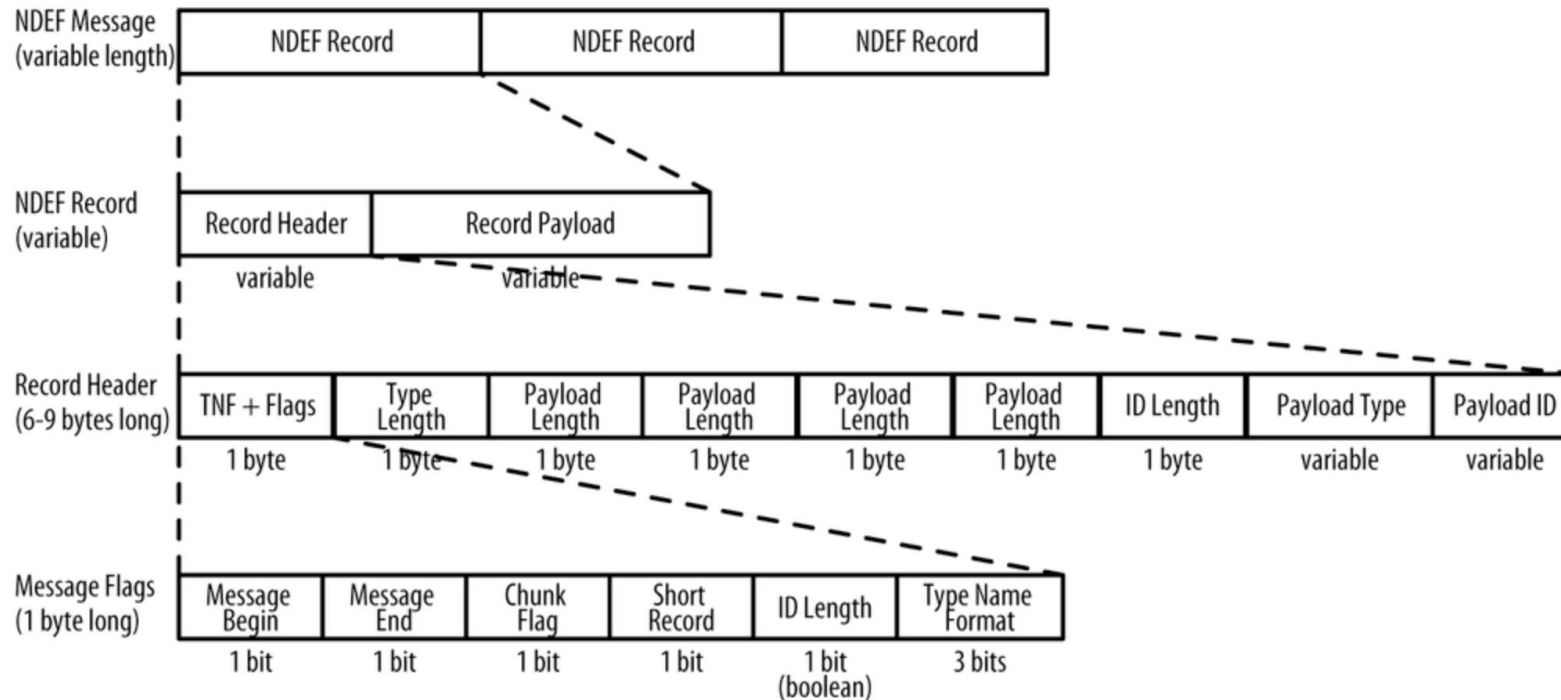 NDEF Message
(variable length)
NDEF Record
NDEF Record
NDEF Record
NDEF Record
(variable)
Record Header
Record Payload
variable
variable
Record Header
(6-9 bytes long)
TNF + Flags
Type
Length
Payload
Length
Payload
Length
Payload
Length
Payload
Length
ID Length
Payload Type
Payload ID
1 byte
1 byte
1 byte
1 byte
1 byte
1 byte
1 byte
variable
variable
Message Flags
(1 byte long)
Message
Begin
Message
End
Chunk
Flag
Short
Record
ID Length
Type Name
Format
1 bit
1 bit
1 bit
1 bit
1 bit
(boolean)
3 bits